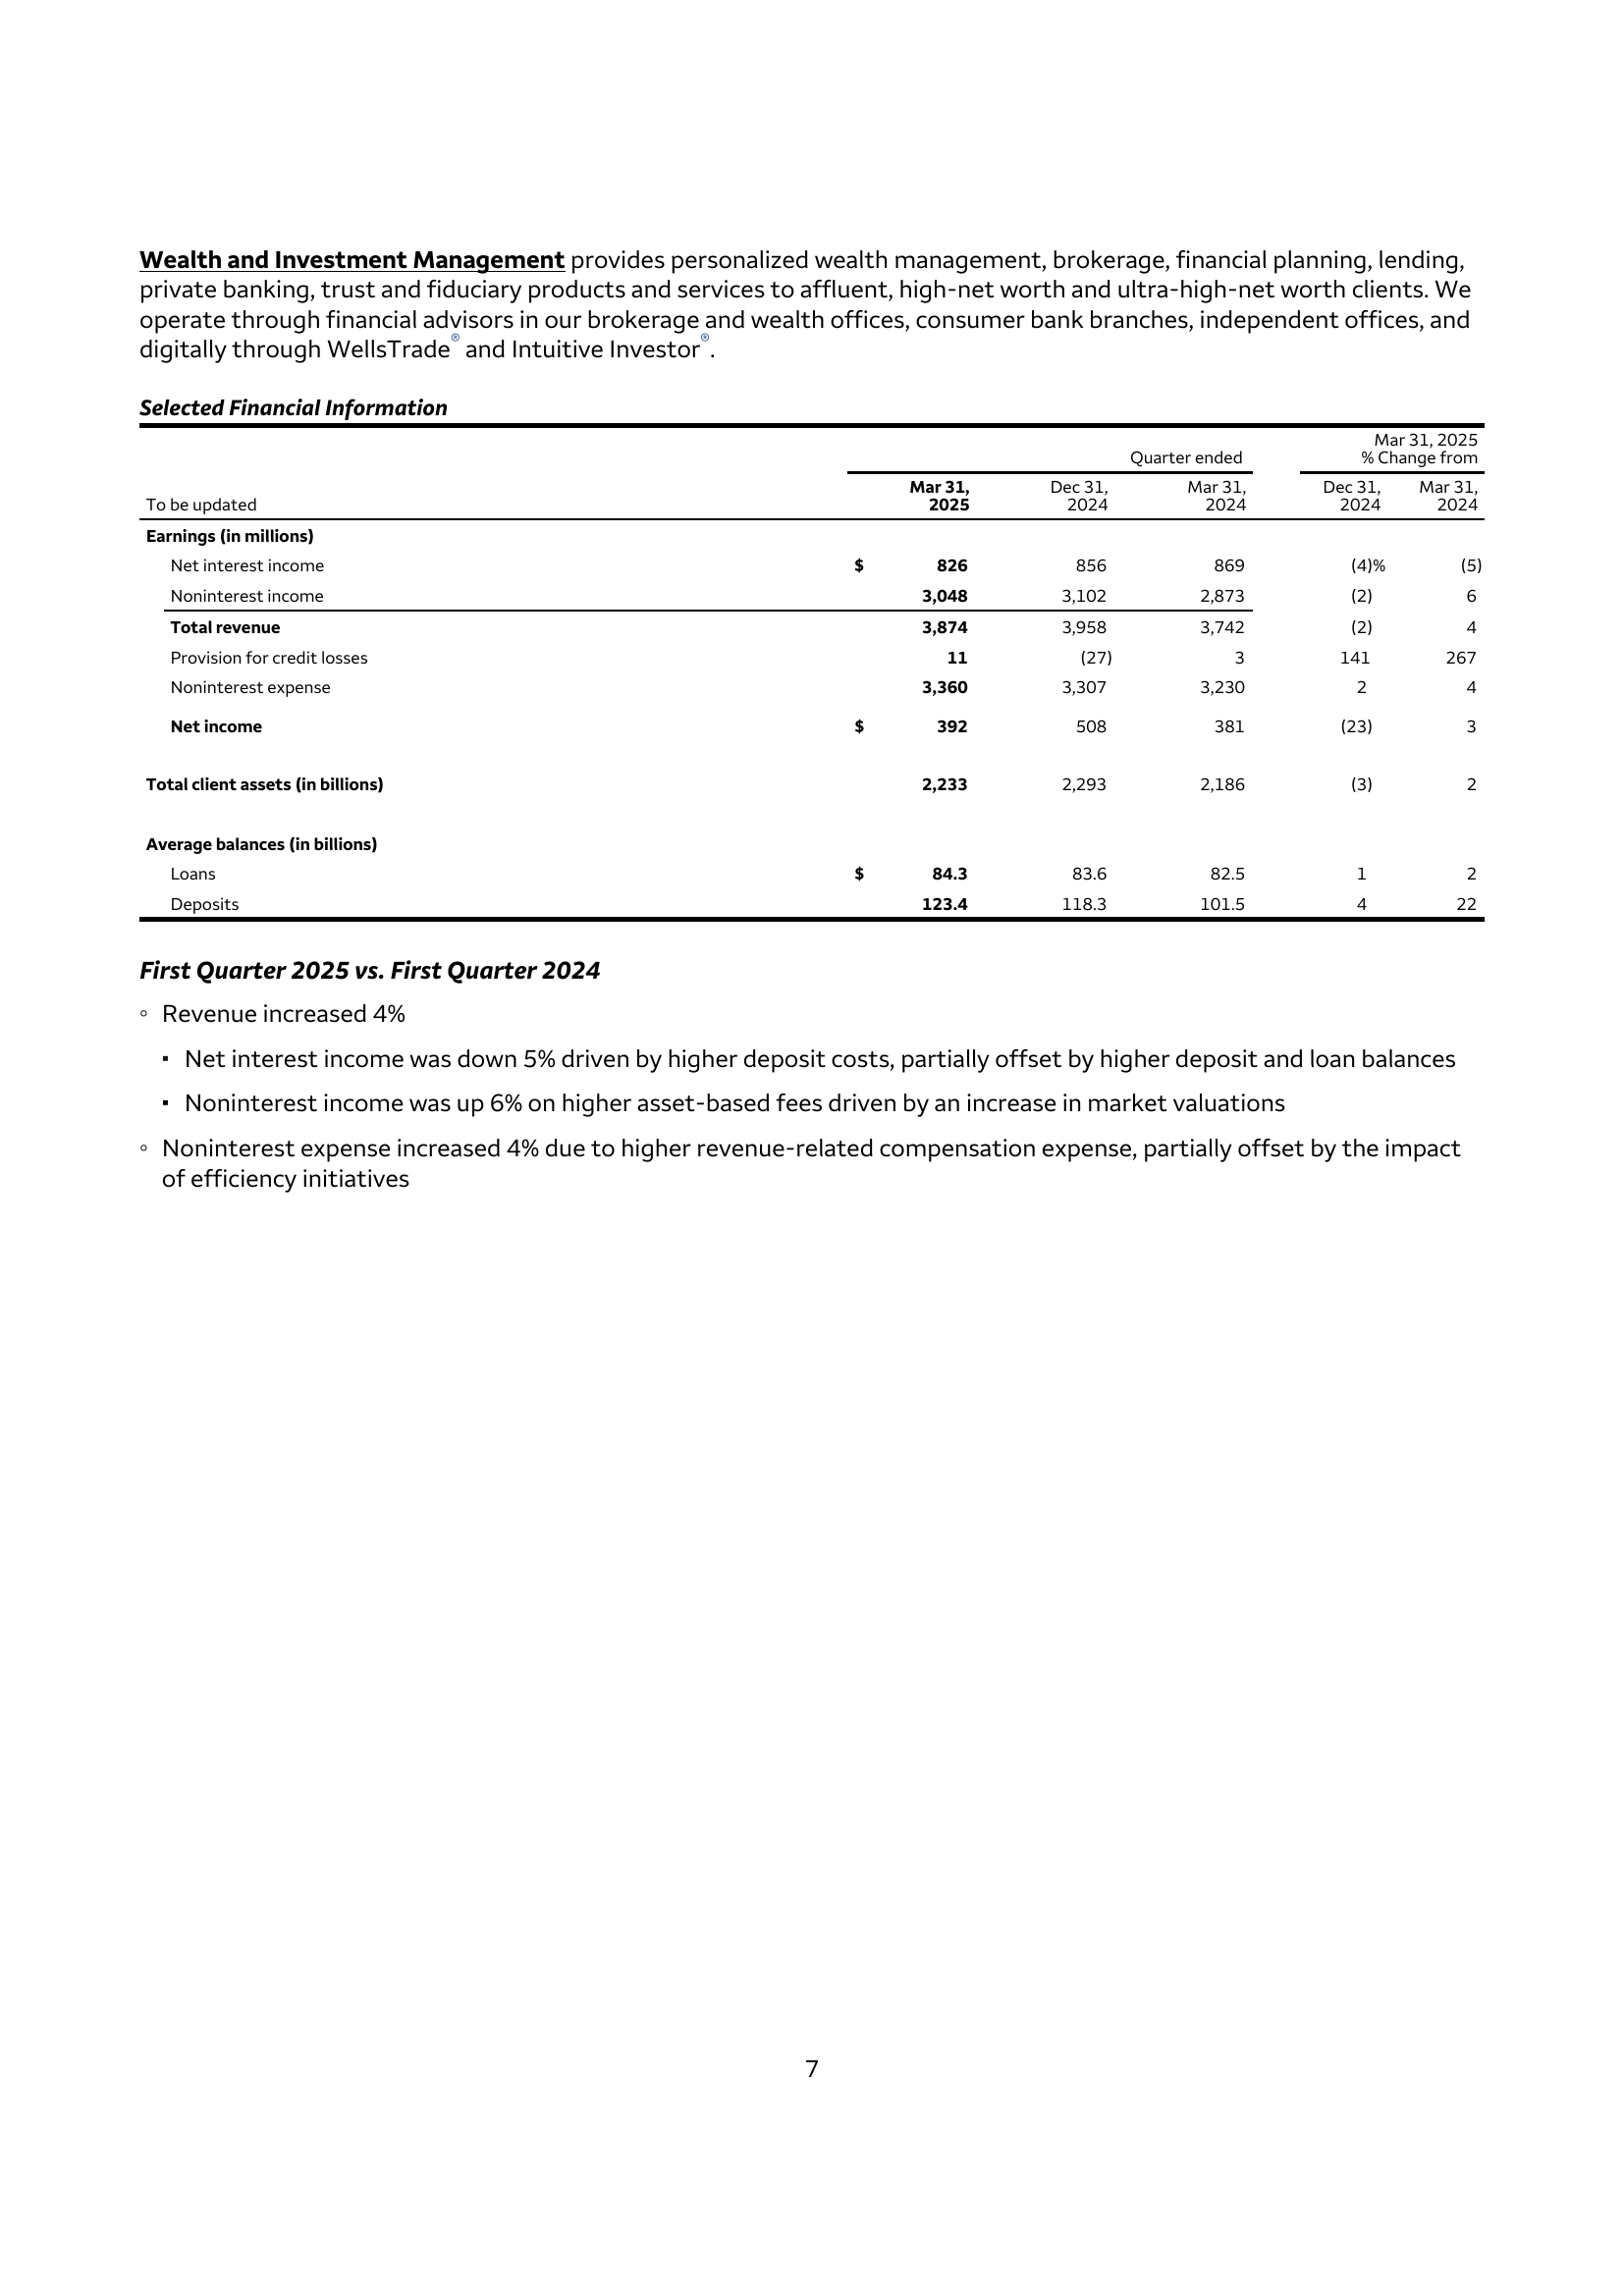 Wealth and Investment Management provides personalized wealth management, brokerage, financial planning, lending,
private banking, trust and fiduciary products and services to affluent, high-net worth and ultra-high-net worth clients. We
operate through financial advisors in our brokerage and wealth offices, consumer bank branches, independent offices, and
digitally through WellsTrade® and Intuitive Investor®.
Selected Financial Information
Mar 31, 2025
Quarter ended % Change from
Mar 31, Dec 31, Mar 31, Dec 31, Mar 31,
To be updated 2025 2024 2024 2024 2024
Earnings (in millions)
Net interest income $ 826 856 869 (4)% (5)
Noninterest income 3,048 3,102 2,873 (2) 6
Total revenue 3,874 3,958 3,742 (2) 4
Provision for credit losses 11 (27) 3 141 267
Noninterest expense 3,360 3,307 3,230 2 4
Net income $ 392 508 381 (23) 3
Total client assets (in billions) 2,233 2,293 2,186 (3) 2
Average balances (in billions)
Loans $ 84.3 83.6 82.5 1 2
Deposits 123.4 118.3 101.5 4 22
First Quarter 2025 vs. First Quarter 2024
◦ Revenue increased 4%
▪ Net interest income was down 5% driven by higher deposit costs, partially offset by higher deposit and loan balances
▪ Noninterest income was up 6% on higher asset-based fees driven by an increase in market valuations
◦ Noninterest expense increased 4% due to higher revenue-related compensation expense, partially offset by the impact
of efficiency initiatives
7